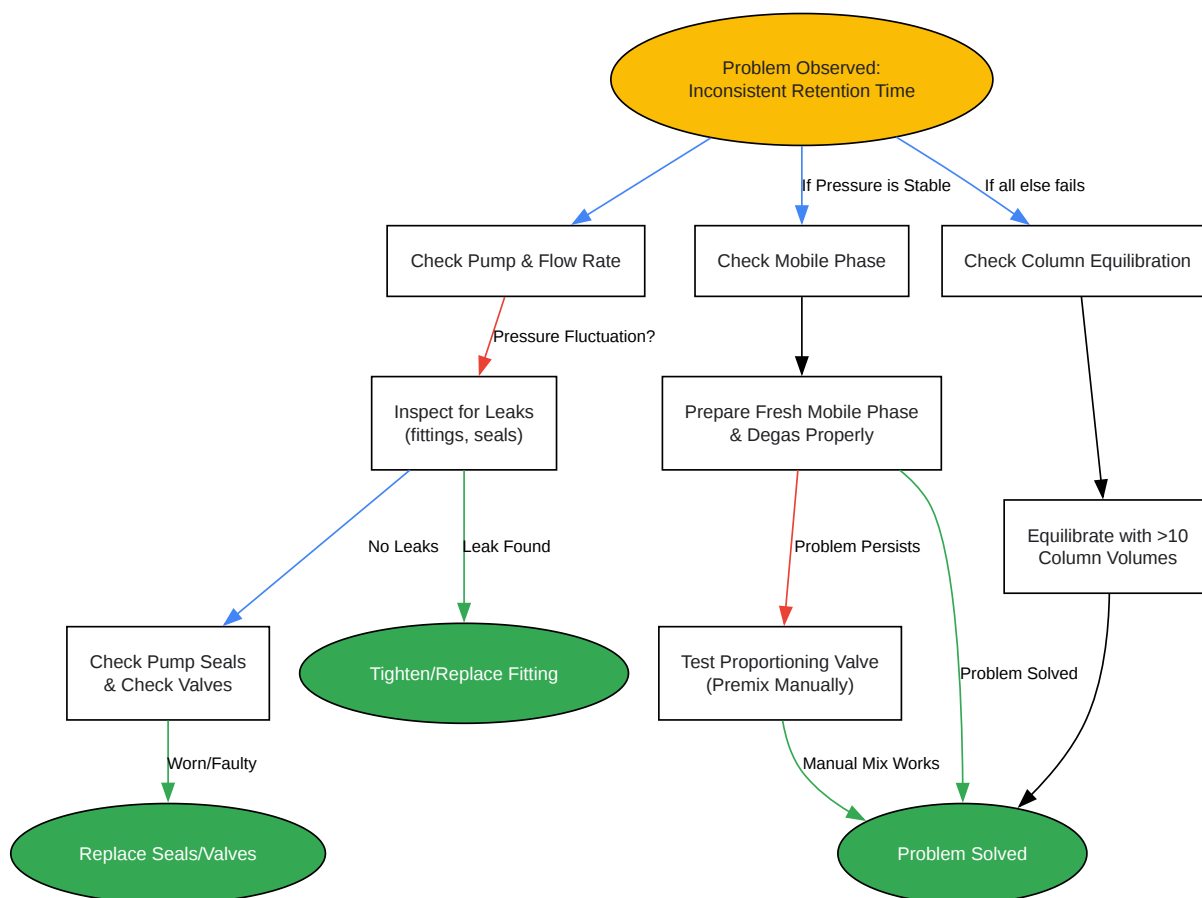 Problem Observed:
Inconsistent Retention Time
If Pressure is Stable
If all else fails
Check Pump & Flow Rate
Check Mobile Phase
Check Column Equilibration
Pressure Fluctuation?
Inspect for Leaks
(fittings, seals)
Prepare Fresh Mobile Phase
& Degas Properly
Equilibrate with >10
Column Volumes
No Leaks
Leak Found
Problem Persists
Check Pump Seals
& Check Valves
Tighten/Replace Fitting
Test Proportioning Valve
(Premix Manually)
Problem Solved
Worn/Faulty
Manual Mix Works
Replace Seals/Valves
Problem Solved